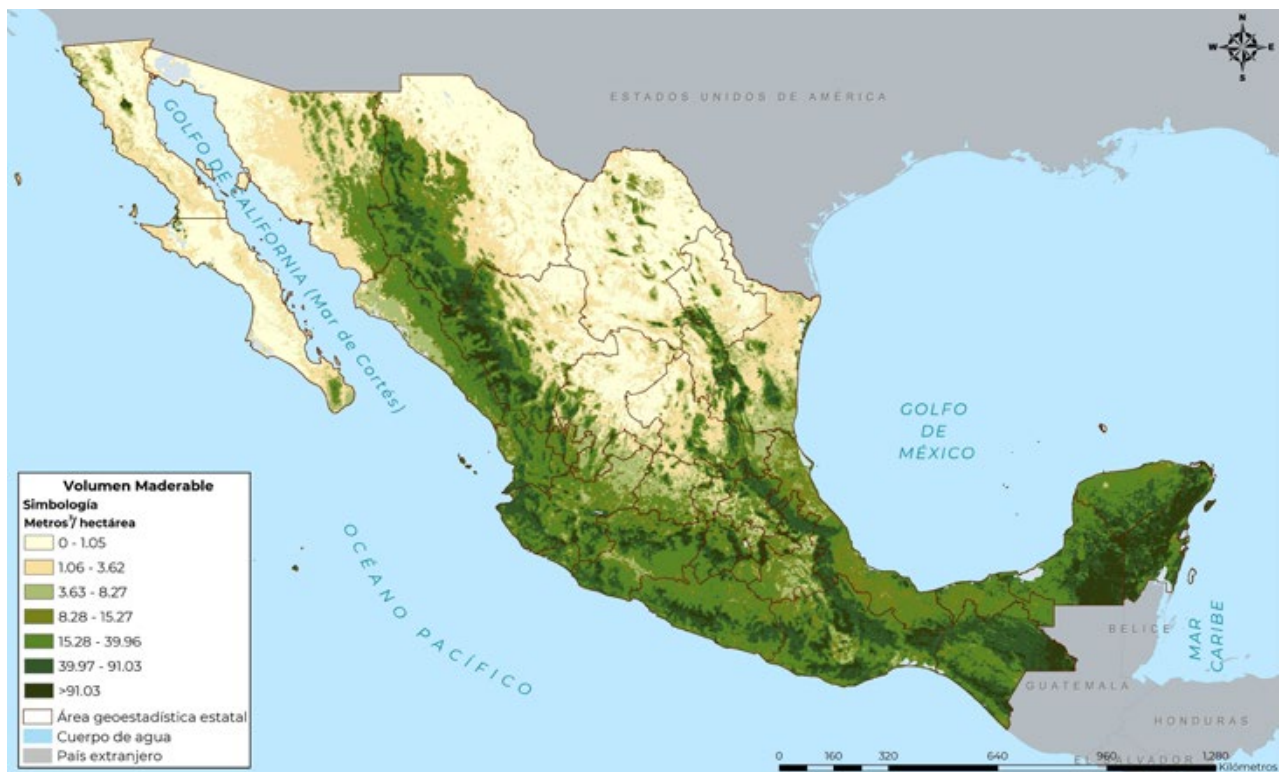 N
W E
S
ESTADOS UNIDOS DE AMÉRICA
GOLFO DE CALIFORNIA (Mar de Cortés)
GOLFO
DE
MÉXICO
OCÉANO PACÍFICO
MAR
CARIBE
BELICE
GUATEMALA
HONDURAS
EL SALVADOR
Volumen Maderable
Simbología
Metros³/ hectárea
0 - 1.05
1.06 - 3.62
3.63 - 8.27
8.28 - 15.27
15.28 - 39.96
39.97 - 91.03
>91.03
Área geoestadística estatal
Cuerpo de agua
País extranjero
0 160 320 640 960 1,280
Kilómetros